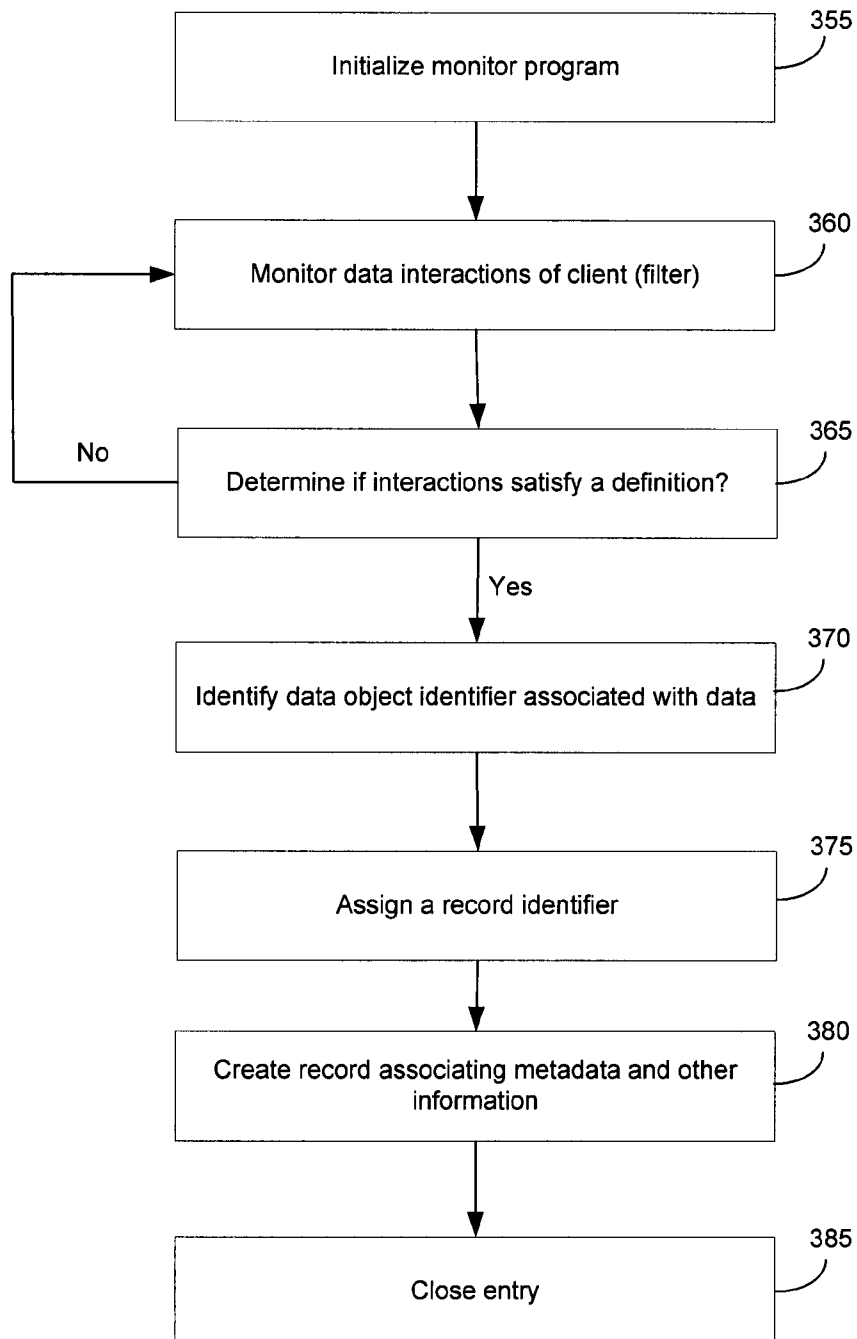 355
Initialize monitor program
360
Monitor data interactions of client (filter)
365
No
Determine if interactions satisfy a definition?
Yes
370
Identify data object identifier associated with data
375
Assign a record identifier
380
Create record associating metadata and other
information
385
Close entry